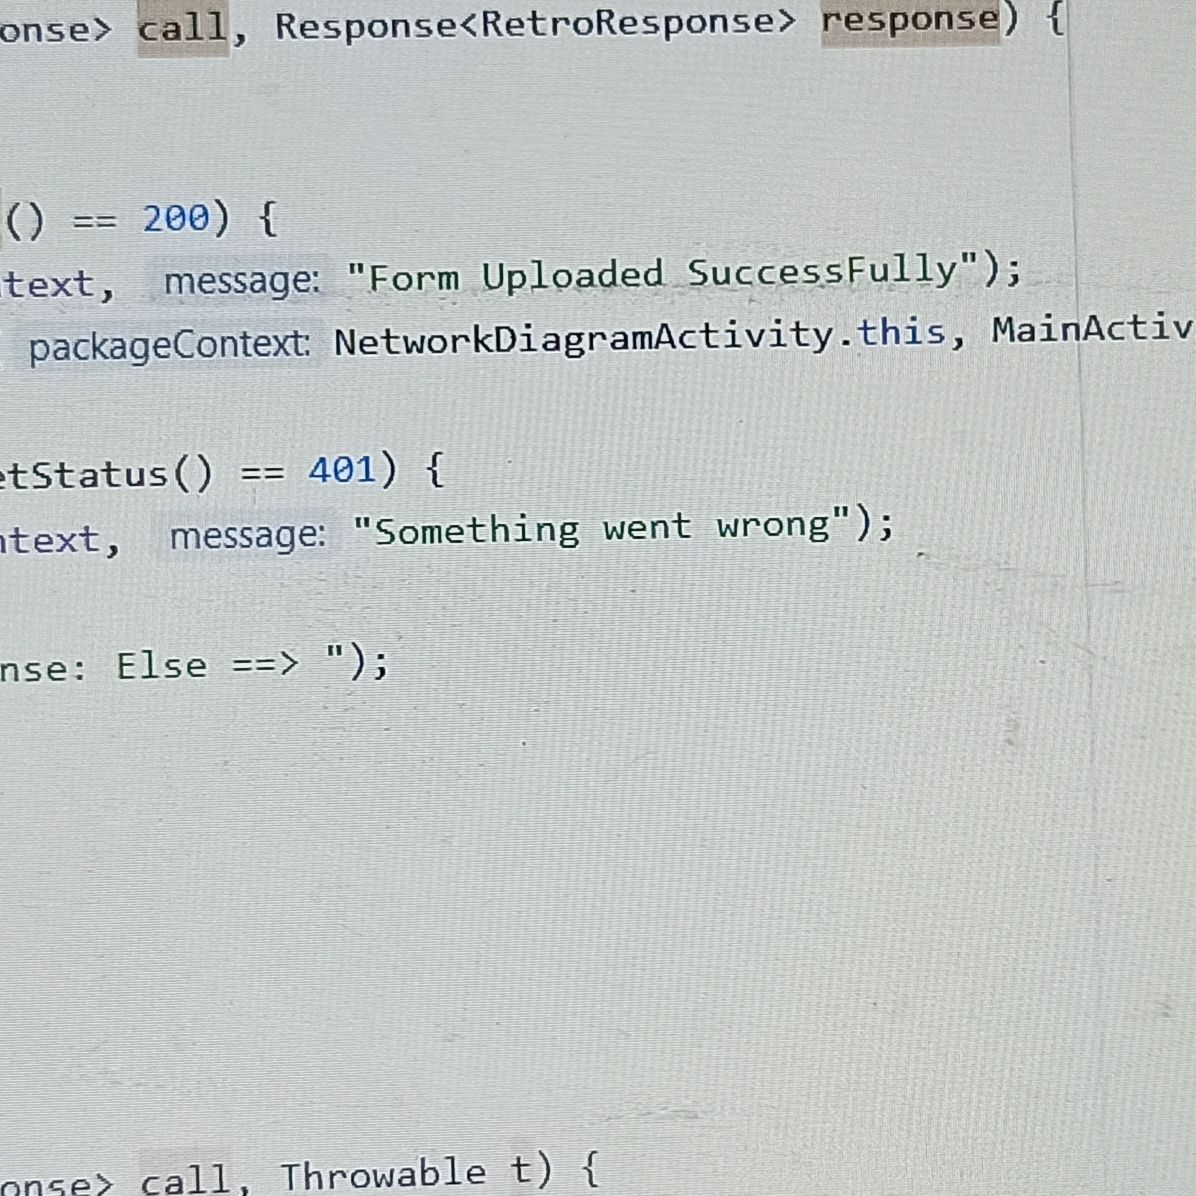 onse> call, Response<RetroResponse> response) {
() == 200) {
text, message: "Form Uploaded SuccessFully");
packageContext: NetworkDiagramActivity.this, MainActiv
etStatus() == 401) {
ntext, message: "Something went wrong");
nse: Else ==> ");
onse> call, Throwable t) {